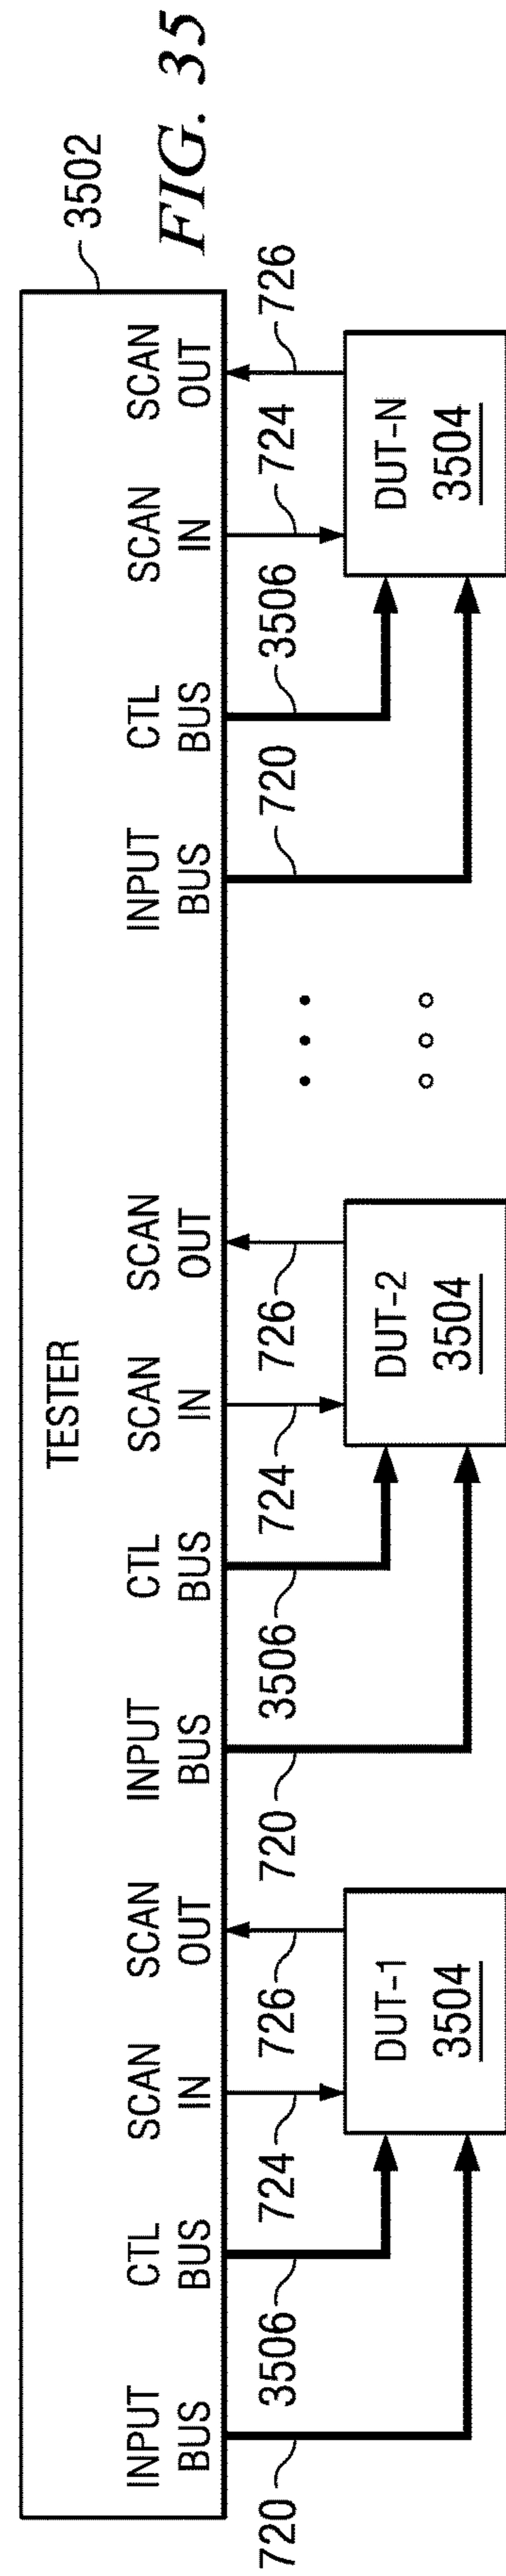 FIG. 35
3502
TESTER
INPUT BUS
CTL BUS
SCAN IN
SCAN OUT
INPUT BUS
CTL BUS
SCAN IN
SCAN OUT
INPUT BUS
CTL BUS
SCAN IN
SCAN OUT
720
3506
724
726
720
3506
724
726
720
3506
724
726
DUT-1
3504
DUT-2
3504
DUT-N
3504